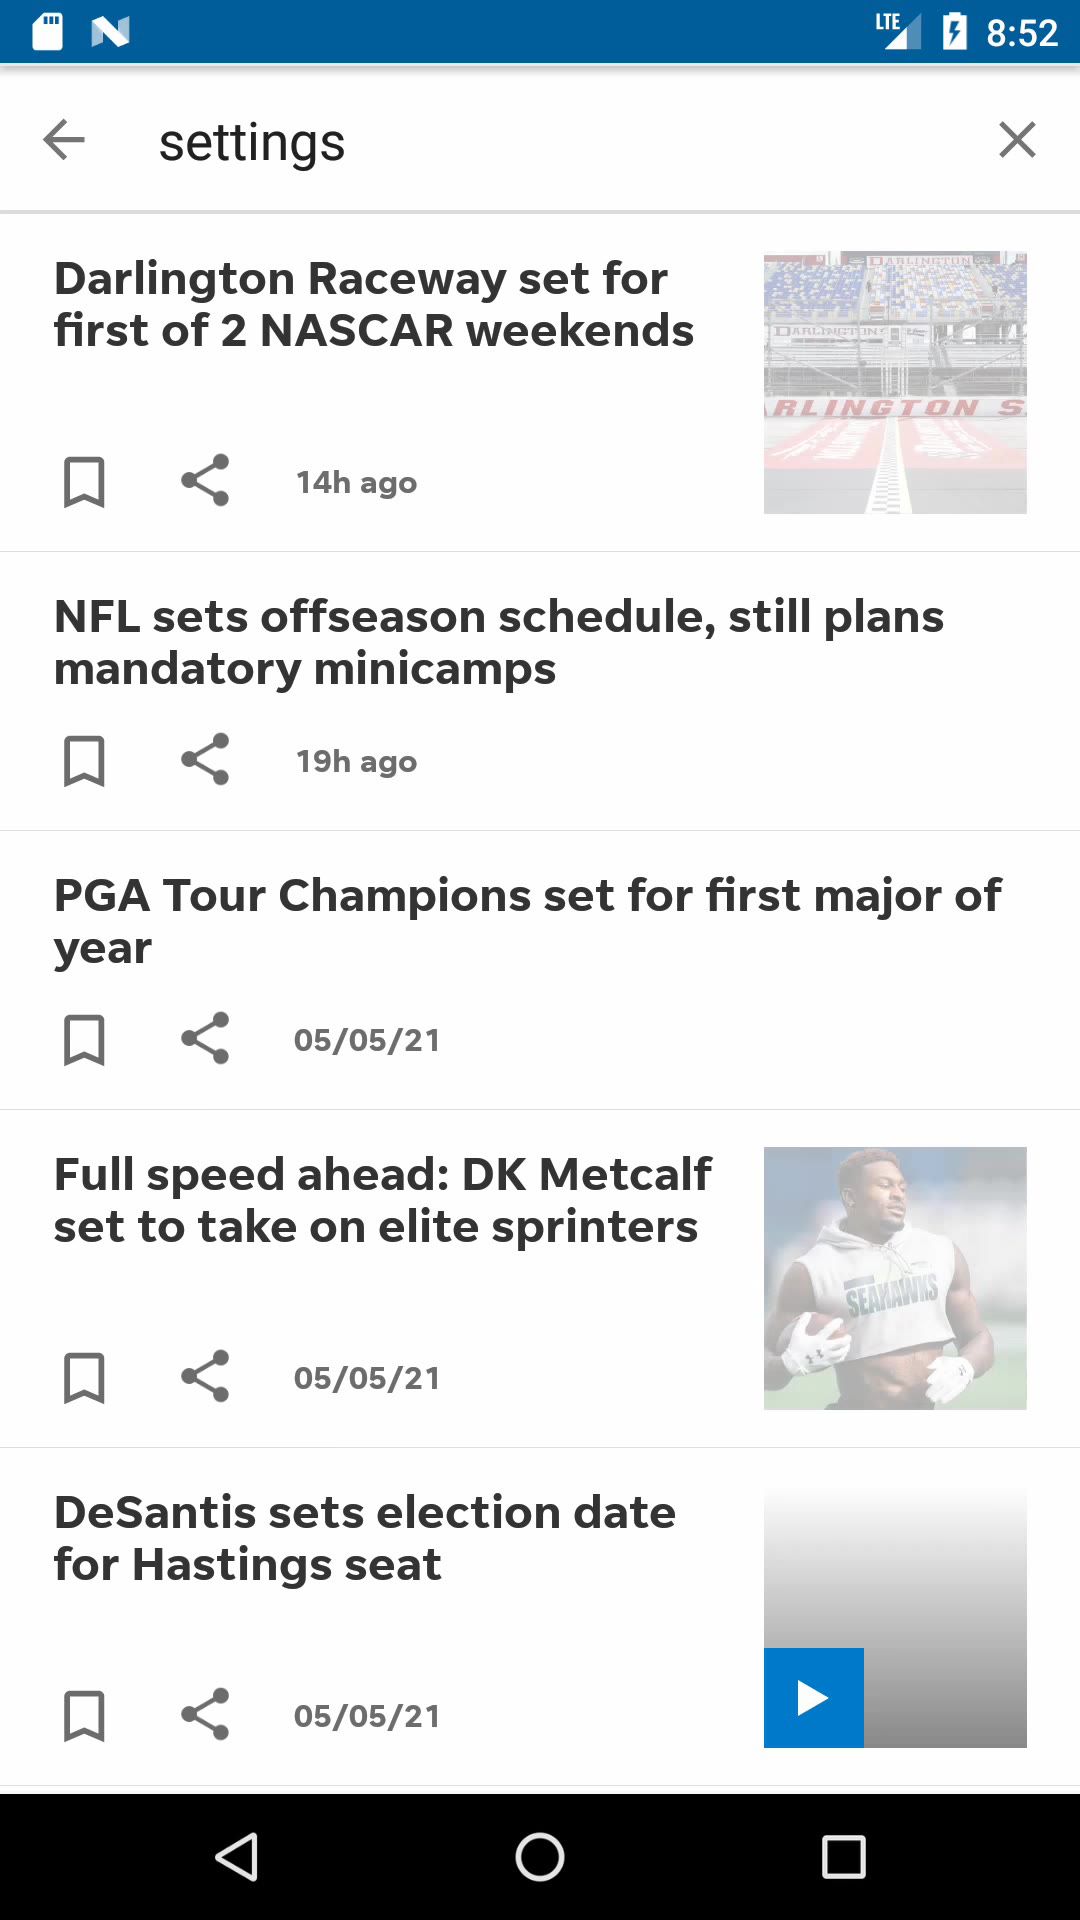 LTE 8:52
settings
Darlington Raceway set for
first of 2 NASCAR weekends
DARLINGTON
DARLINGTON
ARLINGTON S
14h ago
NFL sets offseason schedule, still plans
mandatory minicamps
19h ago
PGA Tour Champions set for first major of
year
05/05/21
Full speed ahead: DK Metcalf
set to take on elite sprinters
SEAHAWKS
05/05/21
DeSantis sets election date
for Hastings seat
05/05/21